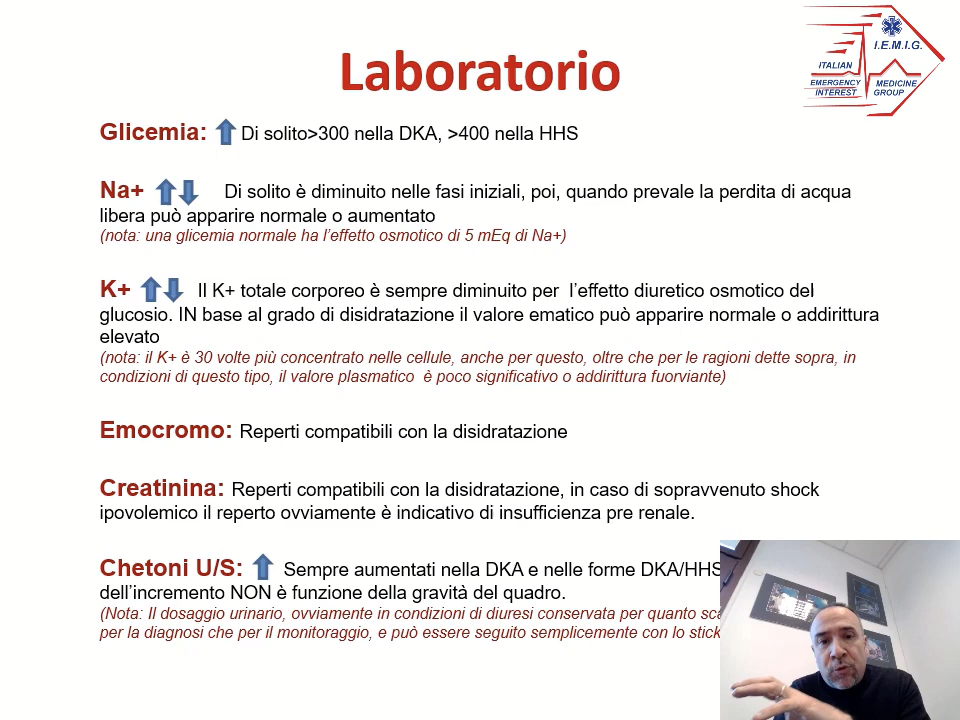 Laboratorio
I.E.M.I.G.
ITALIAN
EMERGENCY
INTEREST
MEDICINE
GROUP
Glicemia: Di solito>300 nella DKA, >400 nella HHS
Na+ Di solito è diminuito nelle fasi iniziali, poi, quando prevale la perdita di acqua
libera può apparire normale o aumentato
(nota: una glicemia normale ha l'effetto osmotico di 5 mEq di Na+)
K+ Il K+ totale corporeo è sempre diminuito per l'effetto diuretico osmotico del
glucosio. IN base al grado di disidratazione il valore ematico può apparire normale o addirittura
elevato
(nota: il K+ è 30 volte più concentrato nelle cellule, anche per questo, oltre che per le ragioni dette sopra, in
condizioni di questo tipo, il valore plasmatico è poco significativo o addirittura fuorviante)
Emocromo: Reperti compatibili con la disidratazione
Creatinina: Reperti compatibili con la disidratazione, in caso di sopravvenuto shock
ipovolemico il reperto ovviamente è indicativo di insufficienza pre renale.
Chetoni U/S: Sempre aumentati nella DKA e nelle forme DKA/HHS
dell'incremento NON è funzione della gravità del quadro.
(Nota: Il dosaggio urinario, ovviamente in condizioni di diuresi conservata per quanto
per la diagnosi che per il monitoraggio, e può essere seguito semplicemente con lo stick